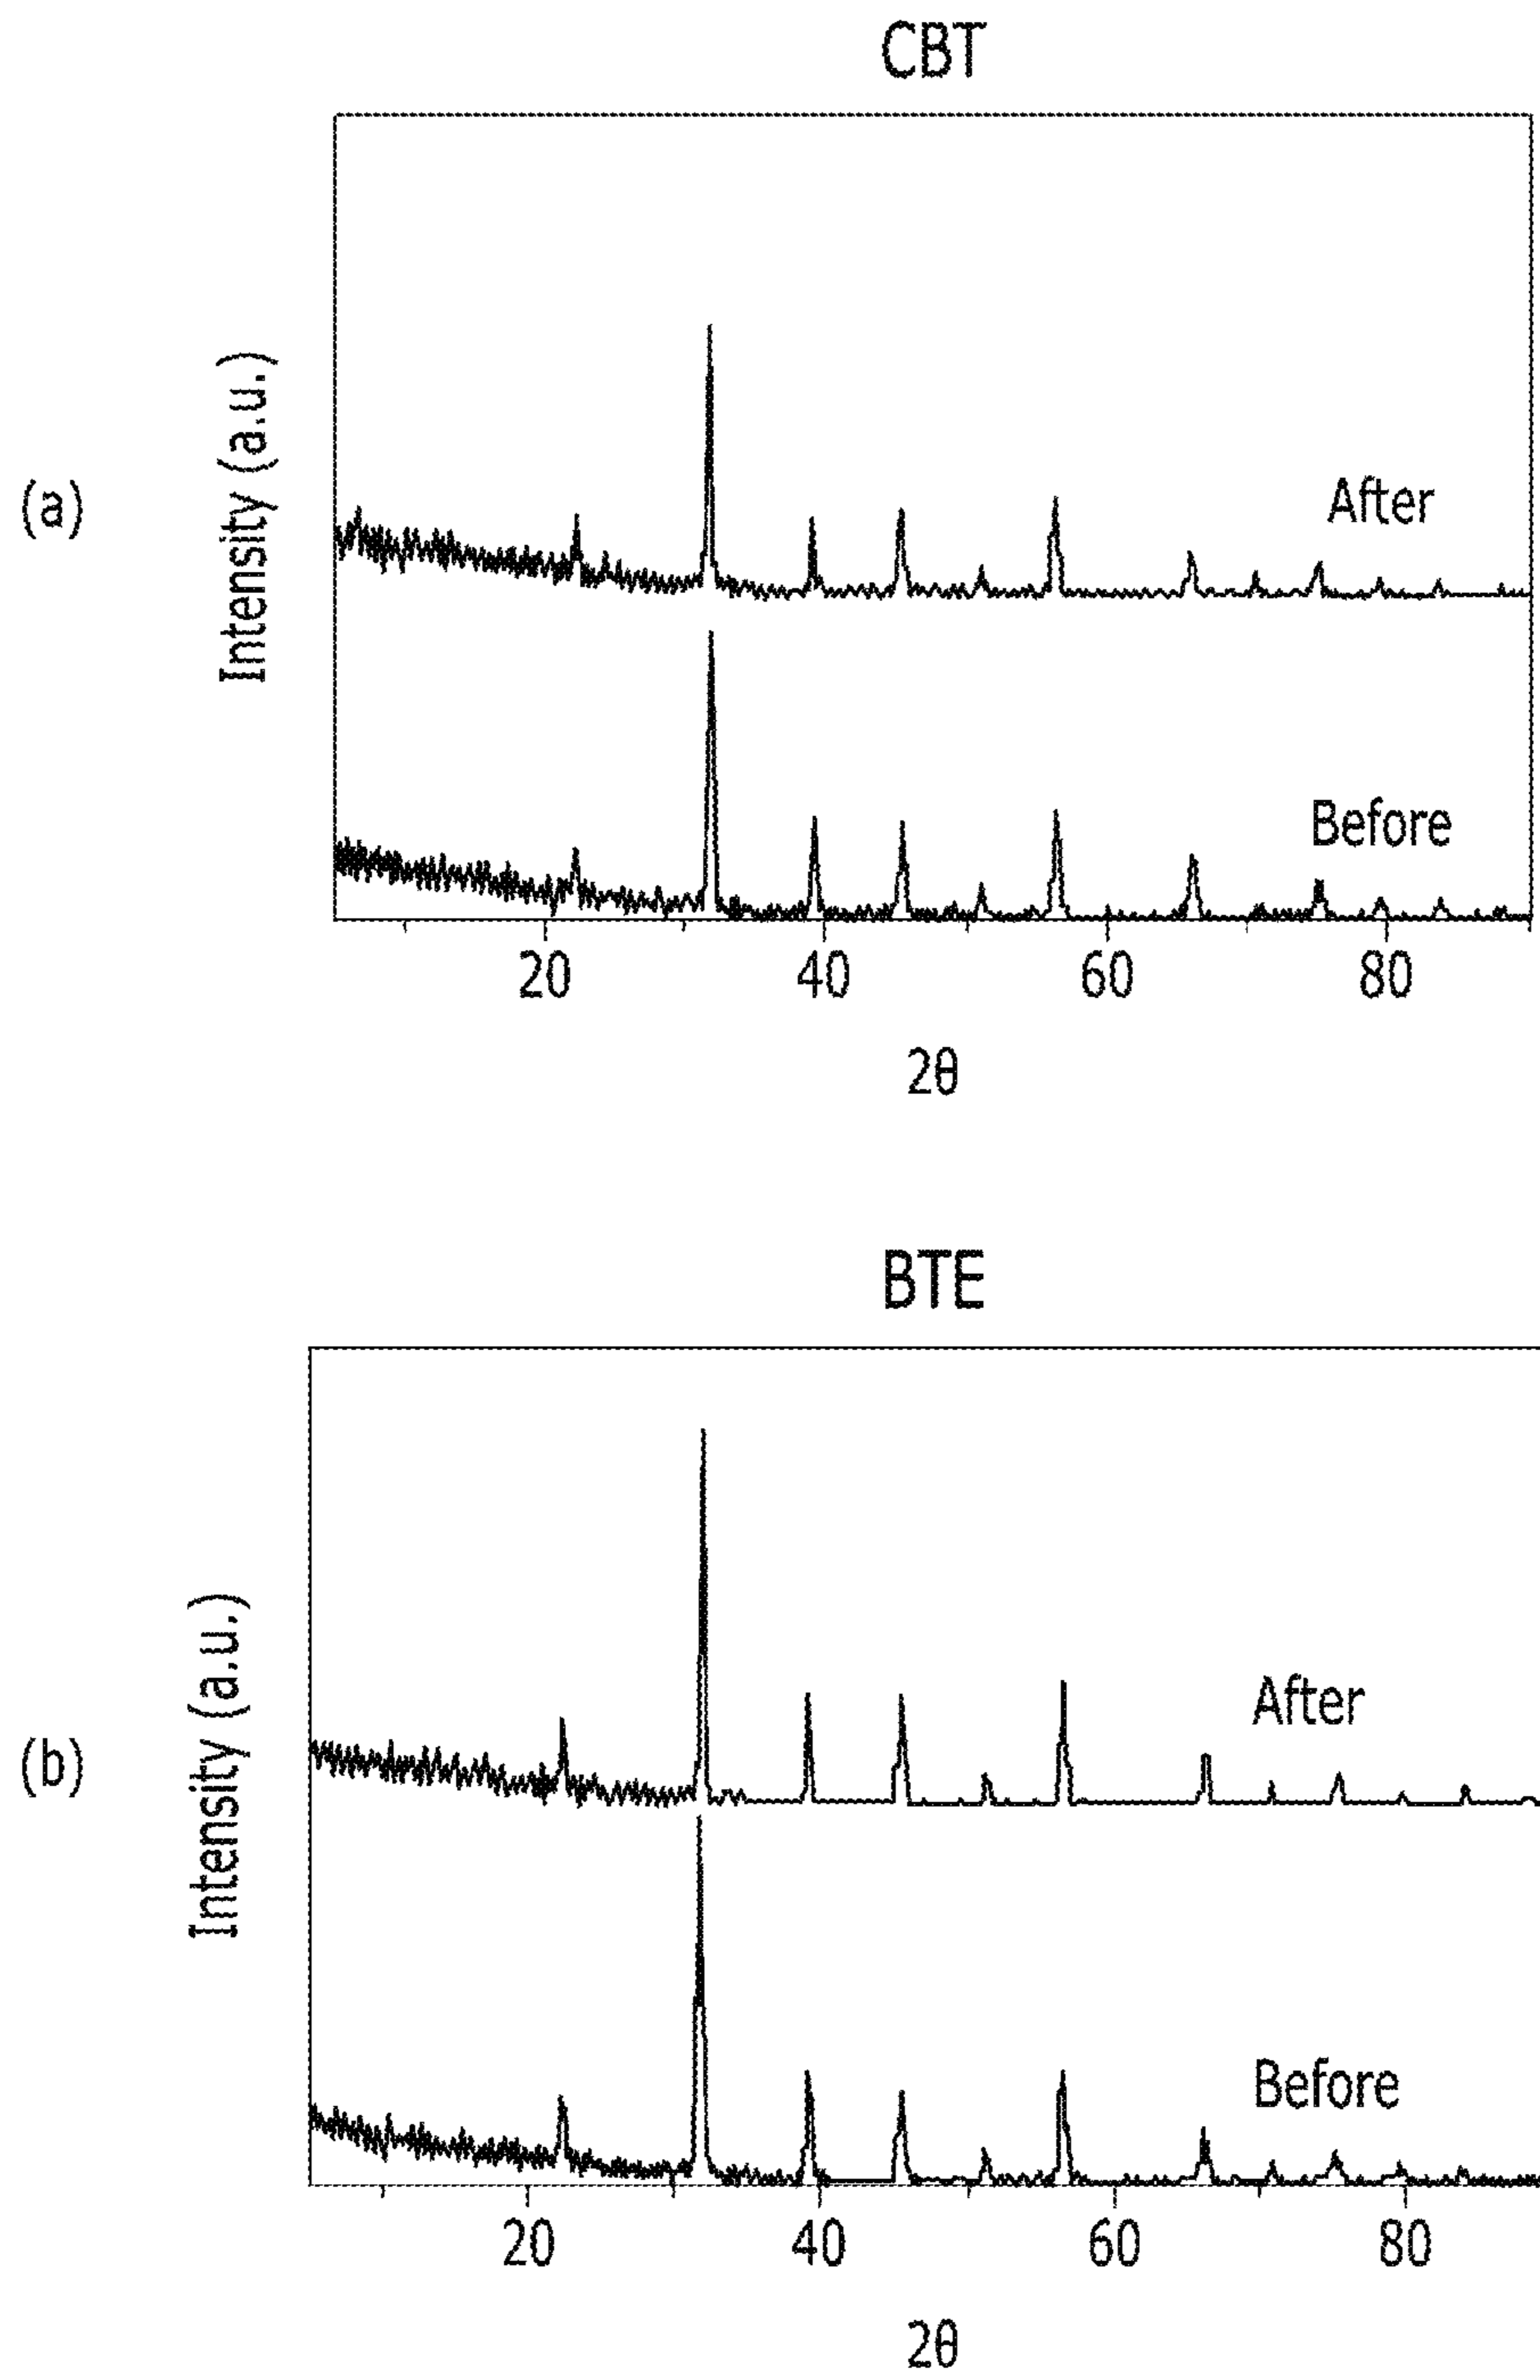 CBT
(a)
Intensity (a.u.)
After
Before
20 40 60 80
2θ
BTE
(b)
Intensity (a.u.)
After
Before
20 40 60 80
2θ